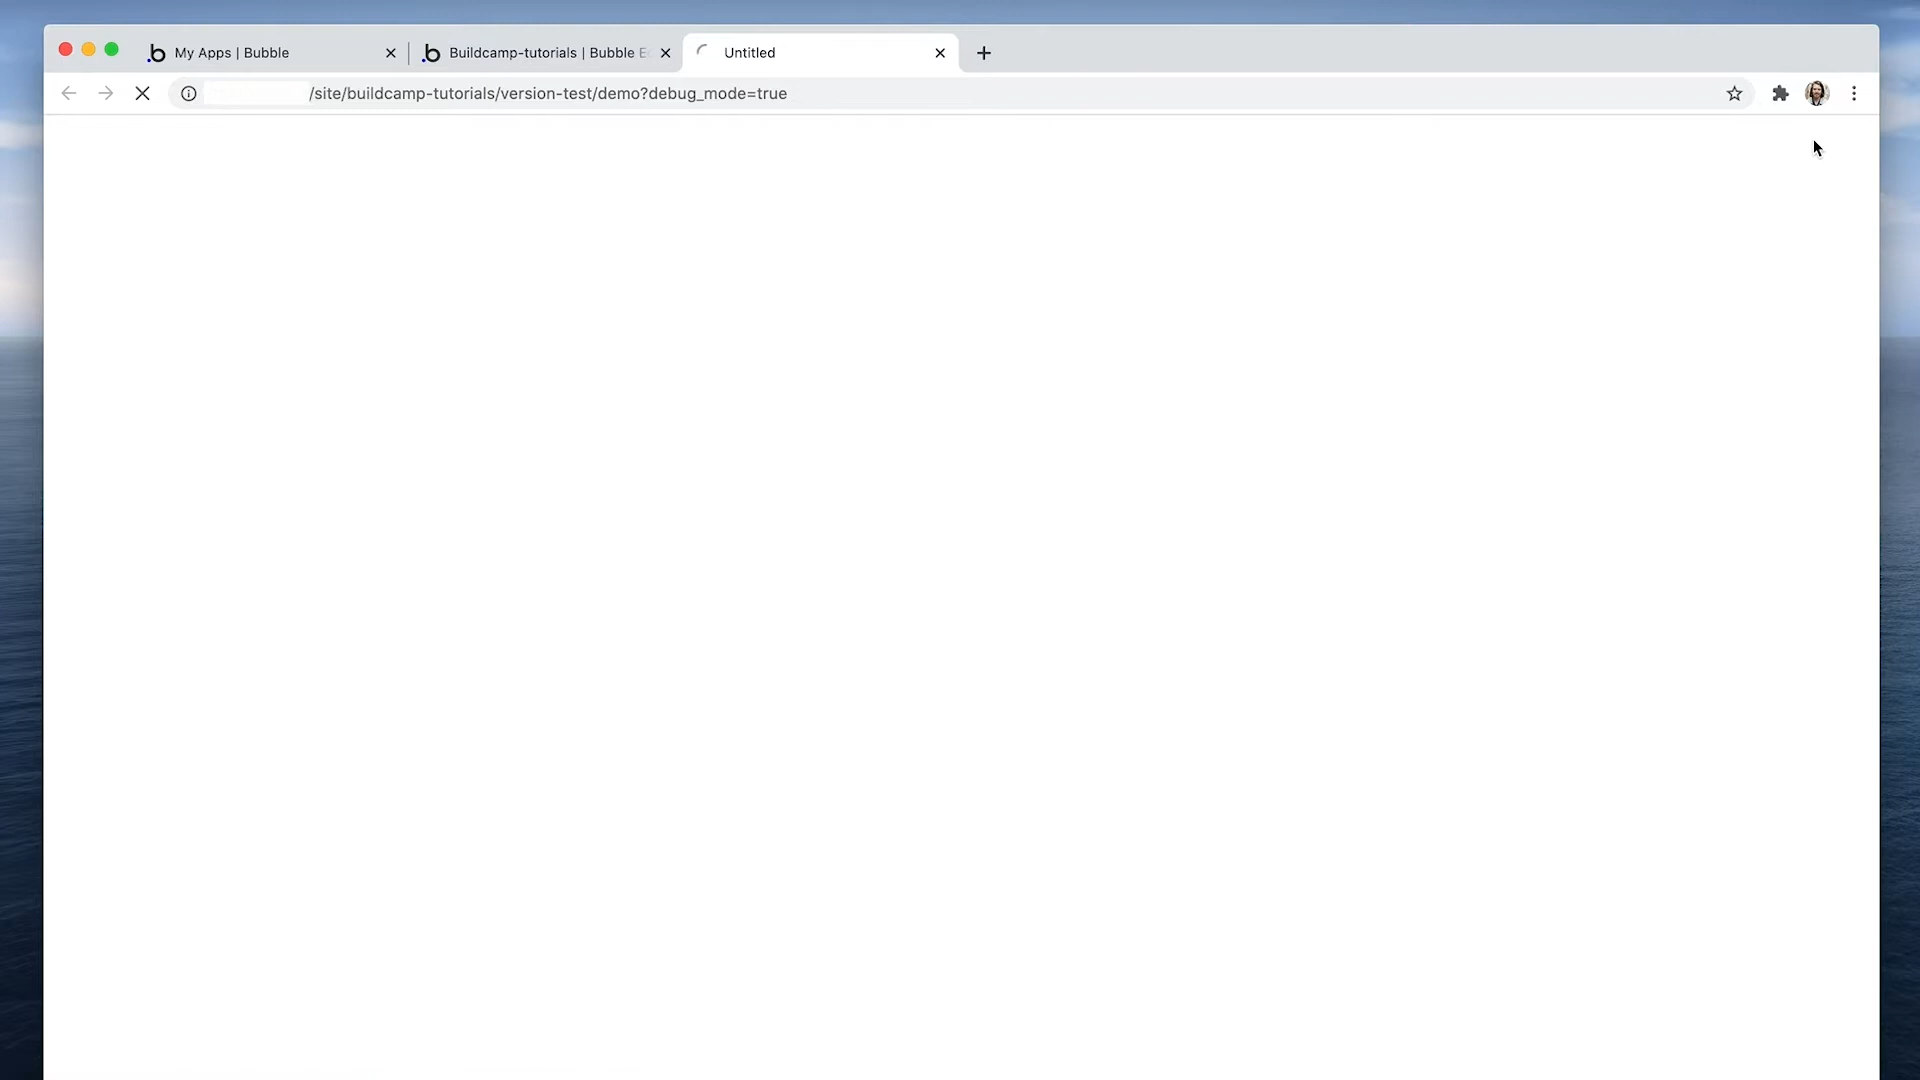 My Apps | Bubble
Buildcamp-tutorials | Bubble E
Untitled
/site/buildcamp-tutorials/version-test/demo?debug_mode=true